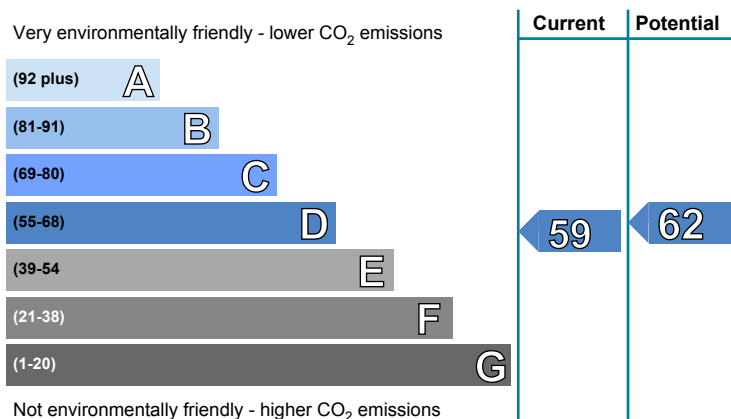 Very environmentally friendly - lower CO2 emissions
Current
Potential
(92 plus) A
(81-91) B
(69-80) C
(55-68) D
59
62
(39-54 E
(21-38) F
(1-20) G
Not environmentally friendly - higher CO2 emissions